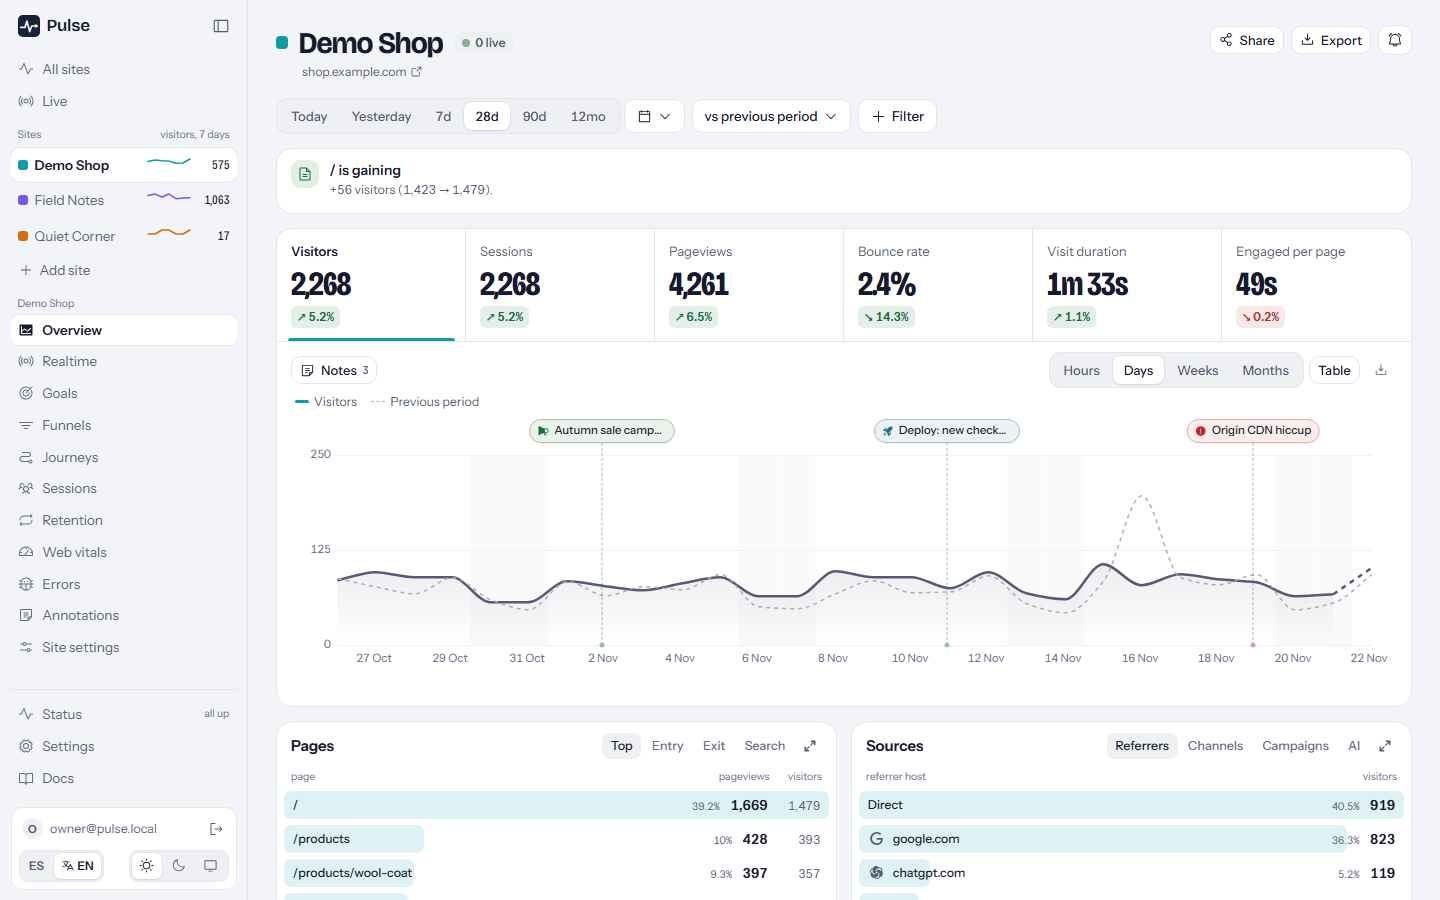 Pulse
All sites
Live
Sites visitors, 7 days
Demo Shop 575
Field Notes 1,063
Quiet Corner 17
Add site
Demo Shop
Overview
Realtime
Goals
Funnels
Journeys
Sessions
Retention
Web vitals
Errors
Annotations
Site settings
Status all up
Settings
Docs
O owner@pulse.local
ES EN
Demo Shop 0 live
shop.example.com
Share Export
Today Yesterday 7d 28d 90d 12mo vs previous period Filter
/ is gaining
+56 visitors (1,423 → 1,479).
Visitors Sessions Pageviews Bounce rate Visit duration Engaged per page
2,268 2,268 4,261 2.4% 1m 33s 49s
↗ 5.2% ↗ 5.2% ↗ 6.5% ↘ 14.3% ↗ 1.1% ↘ 0.2%
Notes 3 Hours Days Weeks Months Table
Visitors Previous period
Autumn sale camp... Deploy: new check... Origin CDN hiccup
250
125
0
27 Oct 29 Oct 31 Oct 2 Nov 4 Nov 6 Nov 8 Nov 10 Nov 12 Nov 14 Nov 16 Nov 18 Nov 20 Nov 22 Nov
Pages Top Entry Exit Search
page pageviews visitors
/ 39.2% 1,669 1,479
/products 10% 428 393
/products/wool-coat 9.3% 397 357
Sources Referrers Channels Campaigns AI
referrer host visitors
Direct 40.5% 919
google.com 36.3% 823
chatgpt.com 5.2% 119